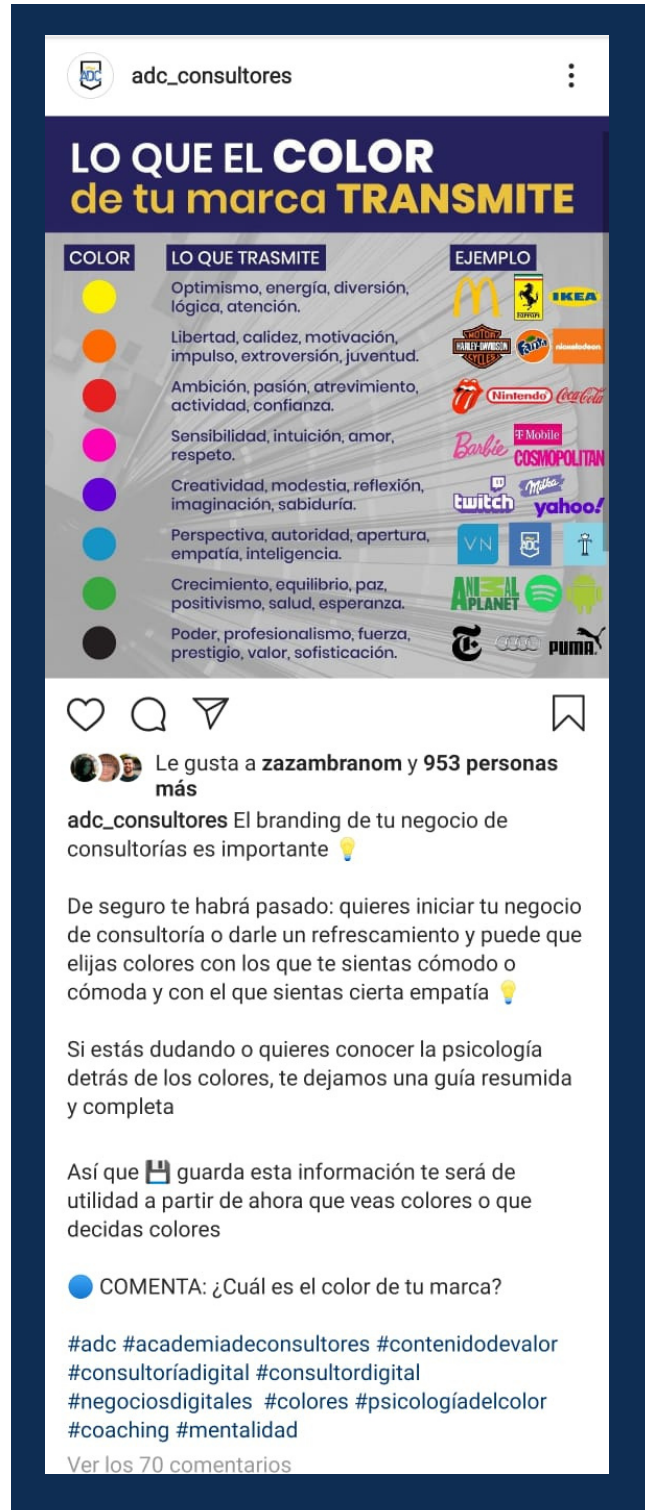 adc_consultores
LO QUE EL COLOR
de tu marca TRANSMITE
COLOR LO QUE TRASMITE EJEMPLO
Optimismo, energía, diversión,
lógica, atención.
IKEA
Libertad, calidez, motivación,
impulso, extroversión, juventud.
MOTOR
HARLEY-DAVIDSON
CYCLES
Fanta
nickelodeon
Ambición, pasión, atrevimiento,
actividad, confianza.
Nintendo
Coca-Cola
Sensibilidad, intuición, amor,
respeto.
Barbie
T Mobile
COSMOPOLITAN
Creatividad, modestia, reflexión,
imaginación, sabiduría.
twitch
Milka
yahoo!
Perspectiva, autoridad, apertura,
empatía, inteligencia.
VN
ADC
Crecimiento, equilibrio, paz,
positivismo, salud, esperanza.
ANIMAL
PLANET
Poder, profesionalismo, fuerza,
prestigio, valor, sofisticación.
T
PUMA
Le gusta a zazambranom y 953 personas
más
adc_consultores El branding de tu negocio de
consultorías es importante 💡
De seguro te habrá pasado: quieres iniciar tu negocio
de consultoría o darle un refrescamiento y puede que
elijas colores con los que te sientas cómodo o
cómoda y con el que sientas cierta empatía 💡
Si estás dudando o quieres conocer la psicología
detrás de los colores, te dejamos una guía resumida
y completa
Así que 💾 guarda esta información te será de
utilidad a partir de ahora que veas colores o que
decidas colores
🔵 COMENTA: ¿Cuál es el color de tu marca?
#adc #academiadeconsultores #contenidodevalor
#consultoríadigital #consultordigital
#negociosdigitales #colores #psicologíadelcolor
#coaching #mentalidad
Ver los 70 comentarios